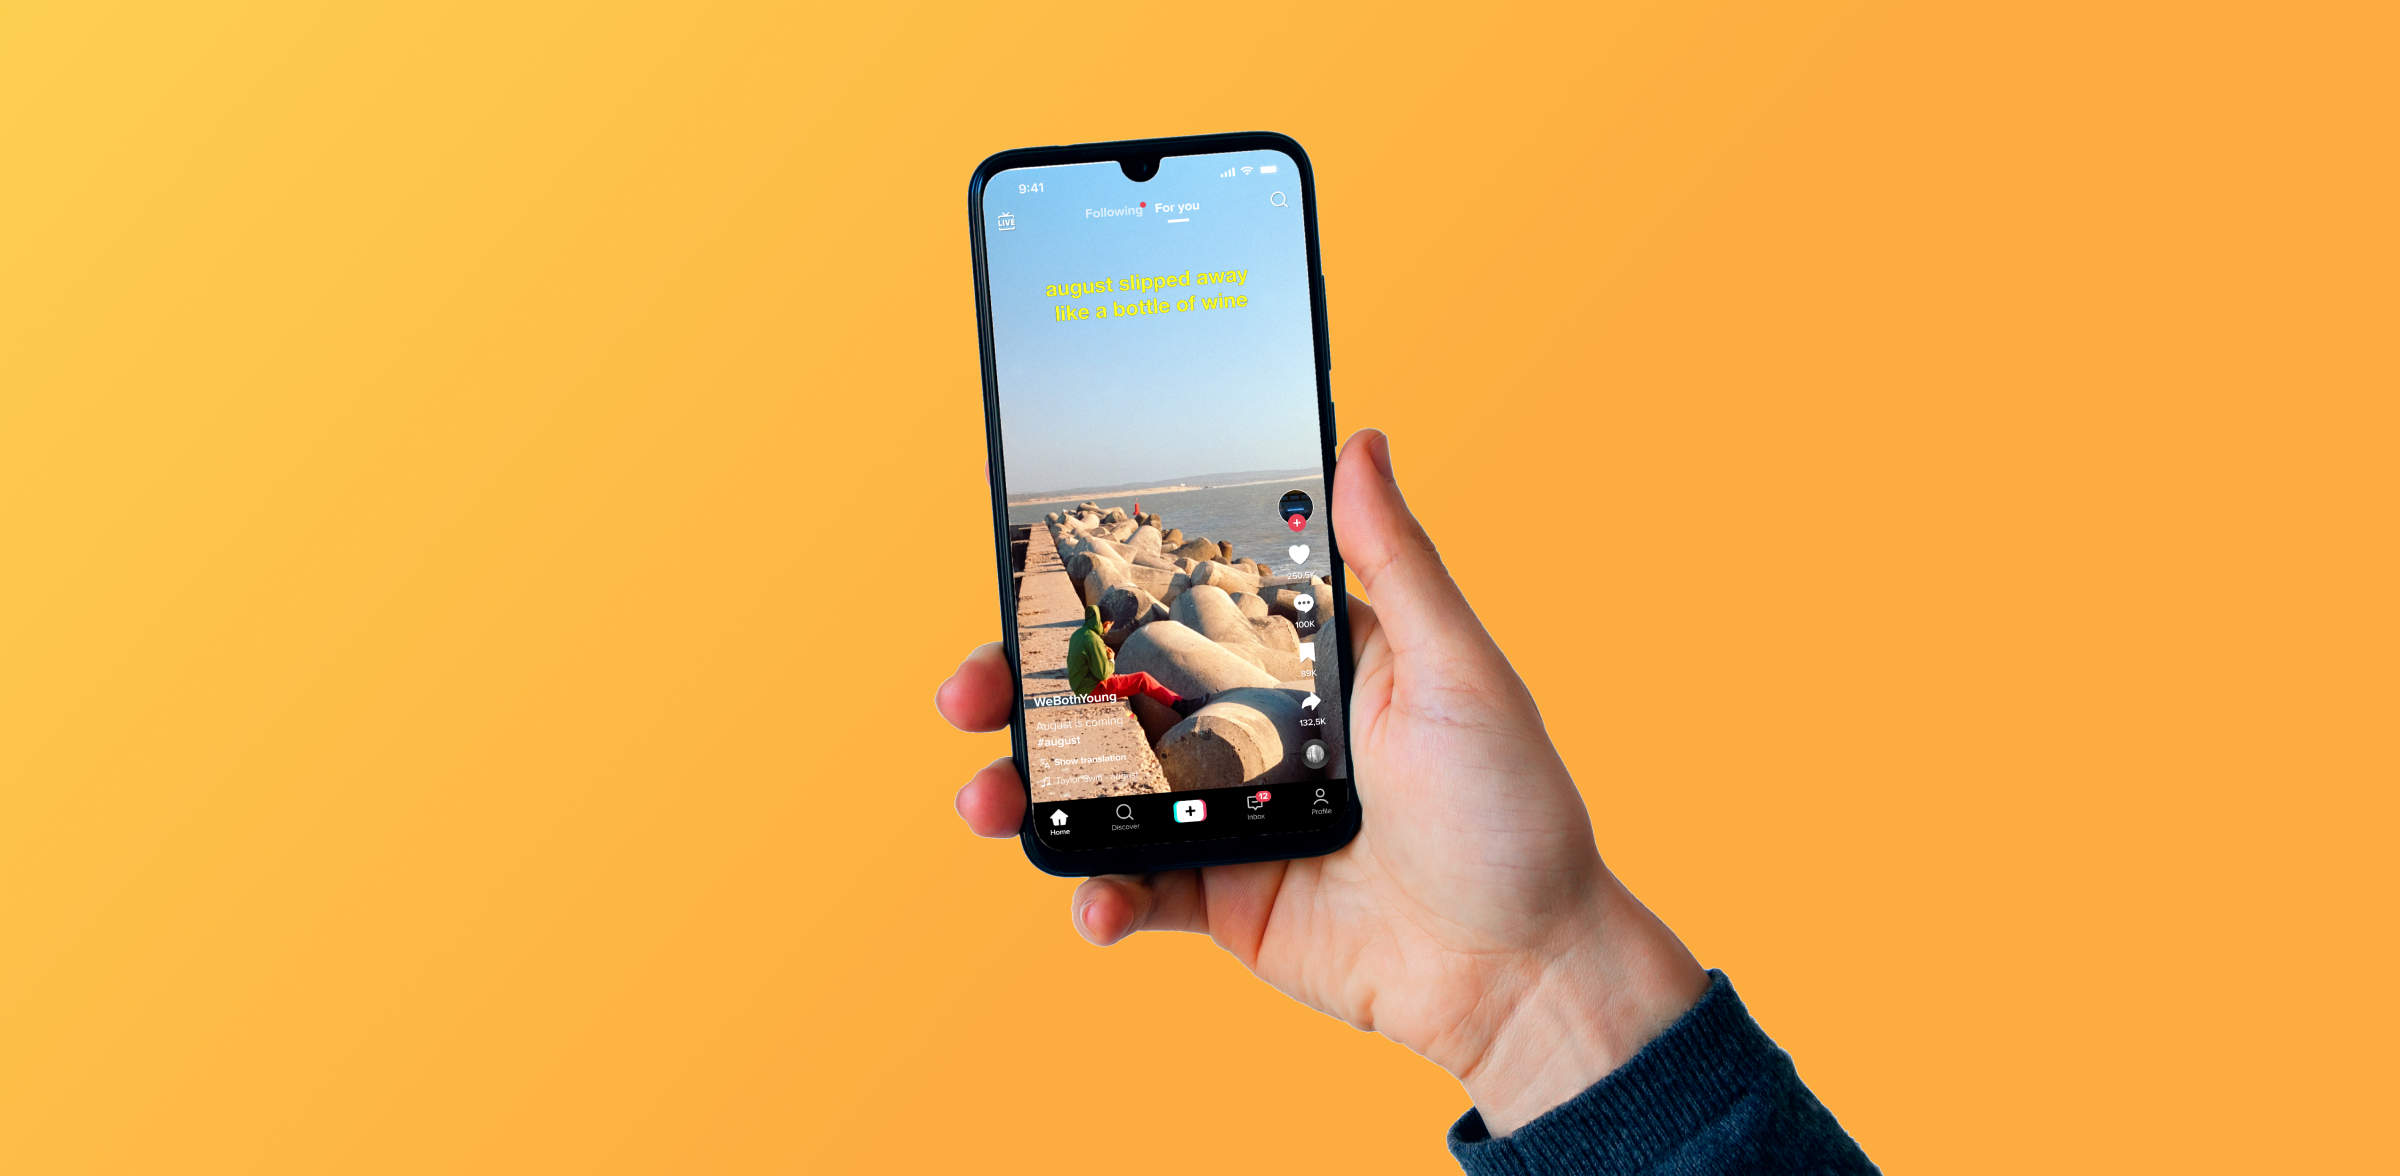 9:41
LIVE
Following For you
august slipped away
like a bottle of wine
250,5K
100K
89K
132,5K
WeBothYoung
August is coming
#august
Show translation
Taylor Swift - august
Home
Discover
12
Inbox
Profile